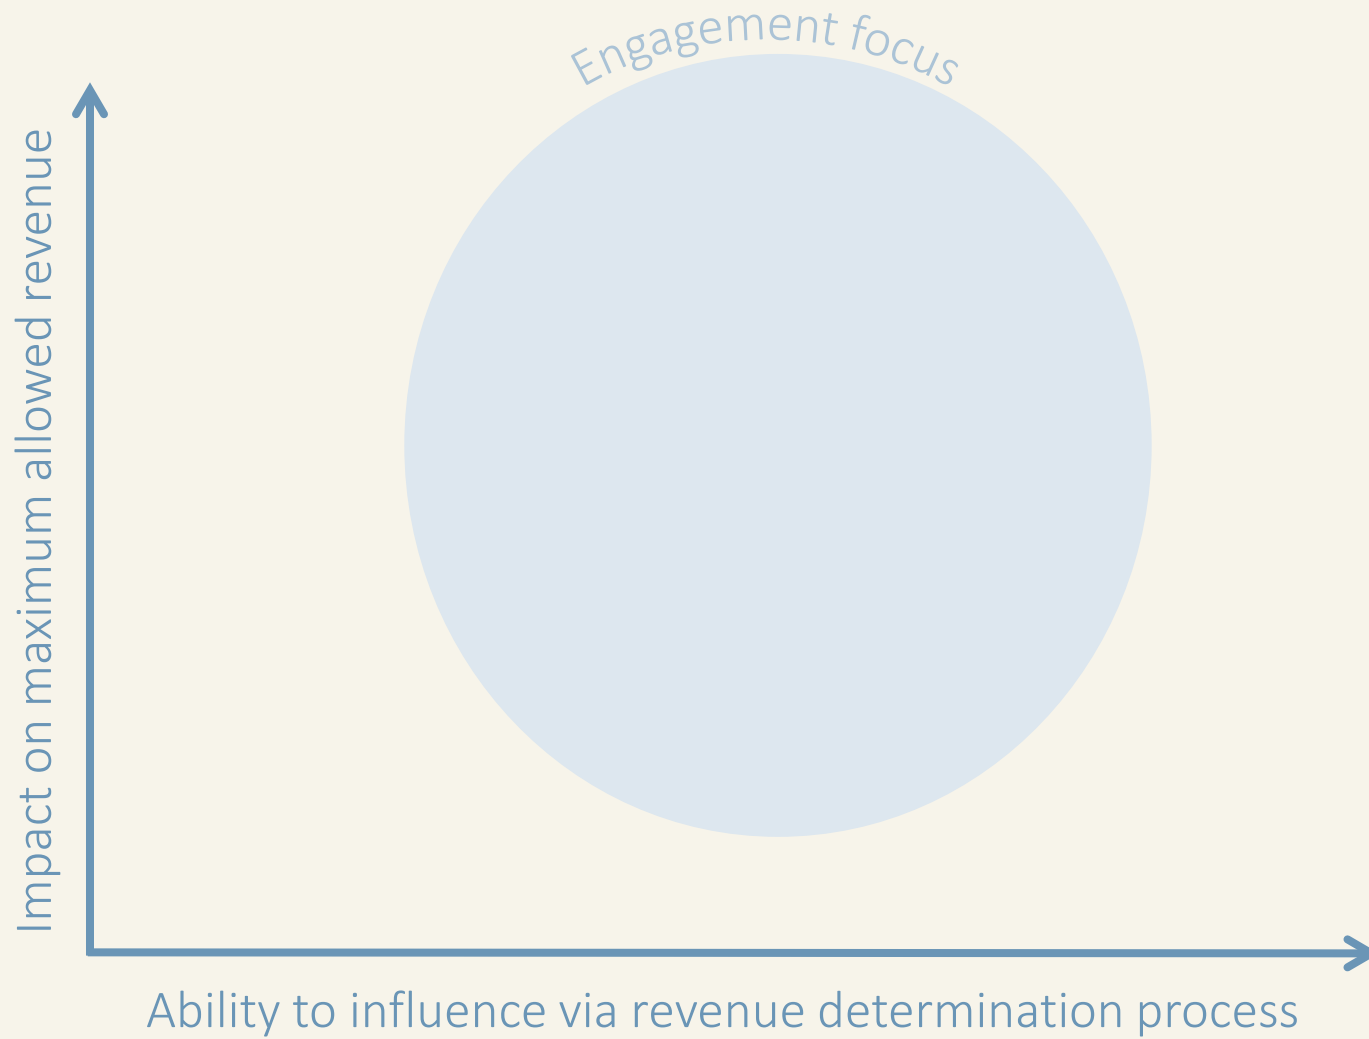 Engagement focus
Impact on maximum allowed revenue
Ability to influence via revenue determination process